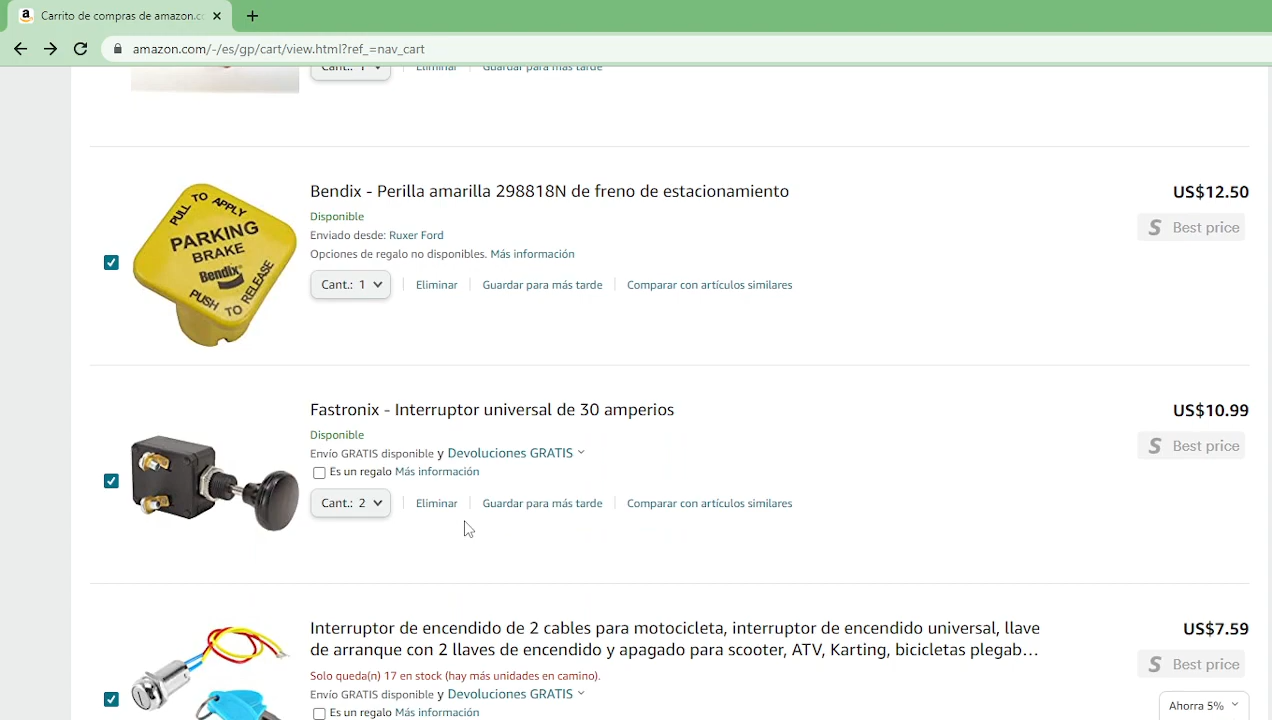 Carrito de compras de amazon.cc
amazon.com/-/es/gp/cart/view.html?ref_=nav_cart
Cant.: 1
Eliminar
Guardar para más tarde
PULL TO APPLY
PARKING
BRAKE
Bendix
PUSH TO RELEASE
Bendix - Perilla amarilla 298818N de freno de estacionamiento
US$12.50
Disponible
S Best price
Enviado desde: Ruxer Ford
Opciones de regalo no disponibles. Más información
Cant.: 1
Eliminar
Guardar para más tarde
Comparar con artículos similares
Fastronix - Interruptor universal de 30 amperios
US$10.99
Disponible
S Best price
Envío GRATIS disponible y Devoluciones GRATIS
Es un regalo Más información
Cant.: 2
Eliminar
Guardar para más tarde
Comparar con artículos similares
Interruptor de encendido de 2 cables para motocicleta, interruptor de encendido universal, llave
US$7.59
de arranque con 2 llaves de encendido y apagado para scooter, ATV, Karting, bicicletas plegab...
S Best price
Solo queda(n) 17 en stock (hay más unidades en camino).
Envío GRATIS disponible y Devoluciones GRATIS
Ahorra 5%
Es un regalo Más información